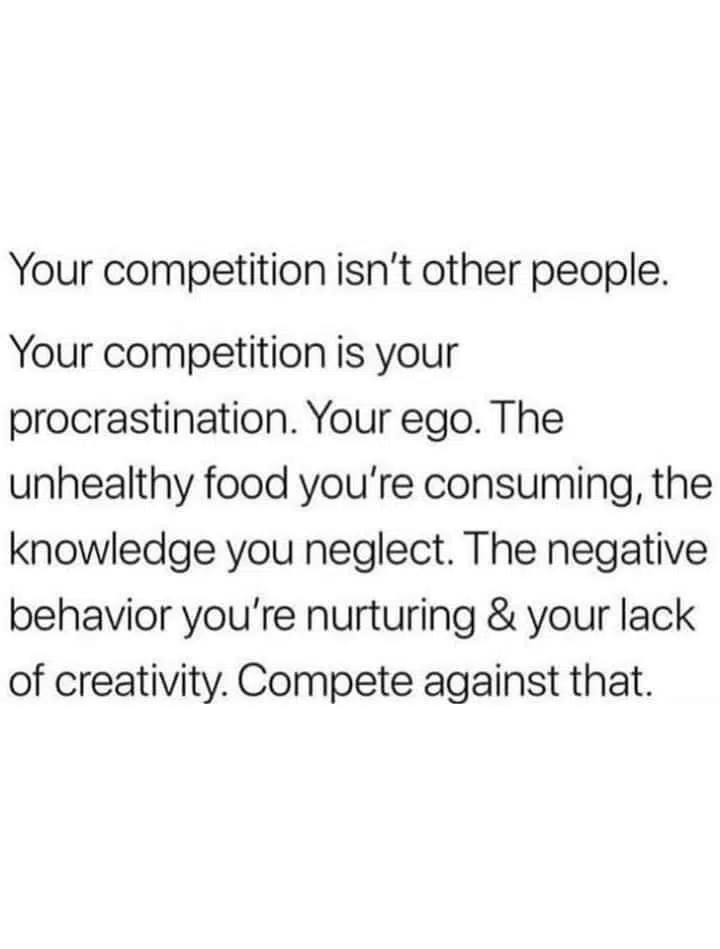 Your competition isn't other people.
Your competition is your
procrastination. Your ego. The
unhealthy food you're consuming, the
knowledge you neglect. The negative
behavior you're nurturing & your lack
of creativity. Compete against that.